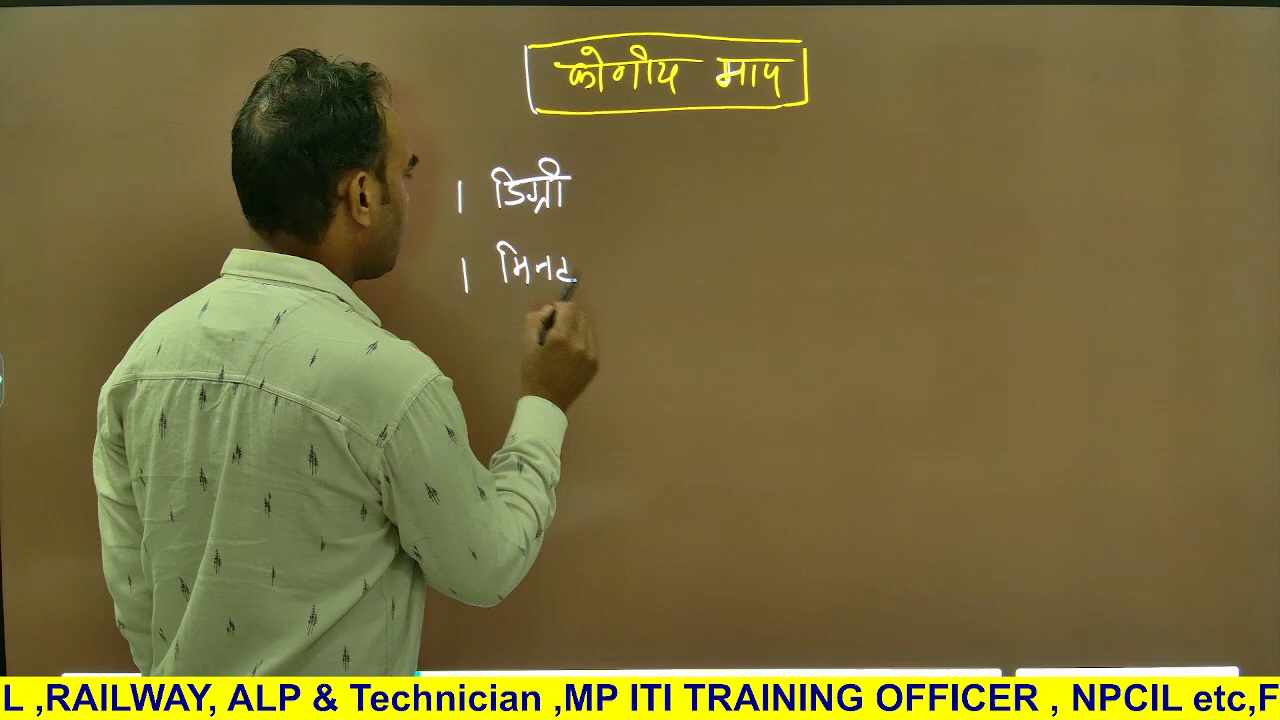 कोणीय माप
1 डिग्री
1 मिनट
L ,RAILWAY, ALP & Technician ,MP ITI TRAINING OFFICER , NPCIL etc,F